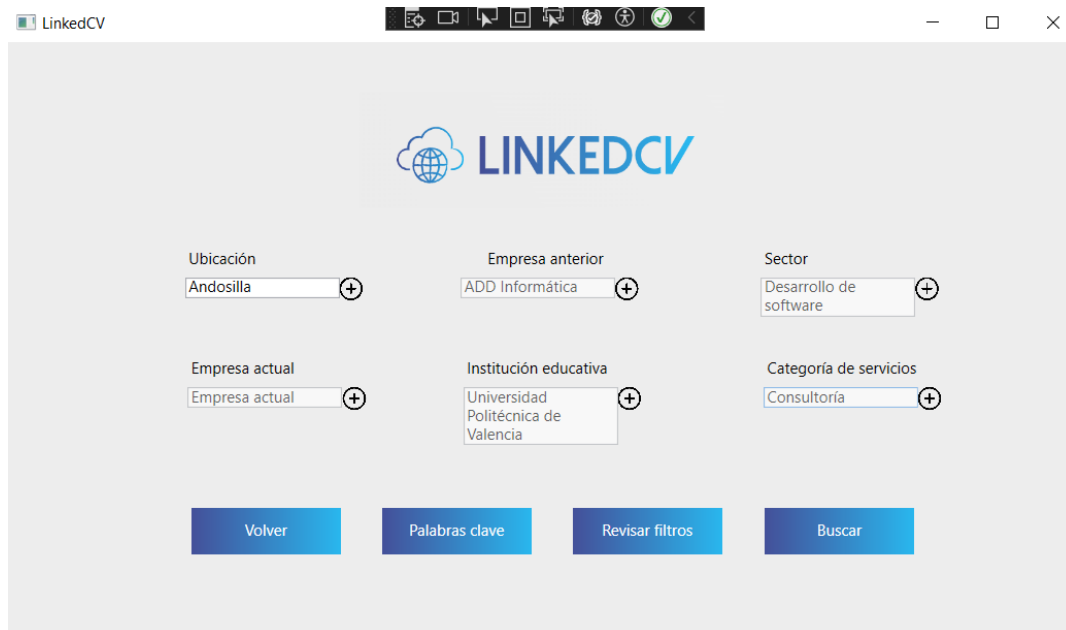 LinkedCV
LINKEDCV
Ubicación
Andosilla
Empresa anterior
ADD Informática
Sector
Desarrollo de
software
Empresa actual
Empresa actual
Institución educativa
Universidad
Politécnica de
Valencia
Categoría de servicios
Consultoría
Volver
Palabras clave
Revisar filtros
Buscar